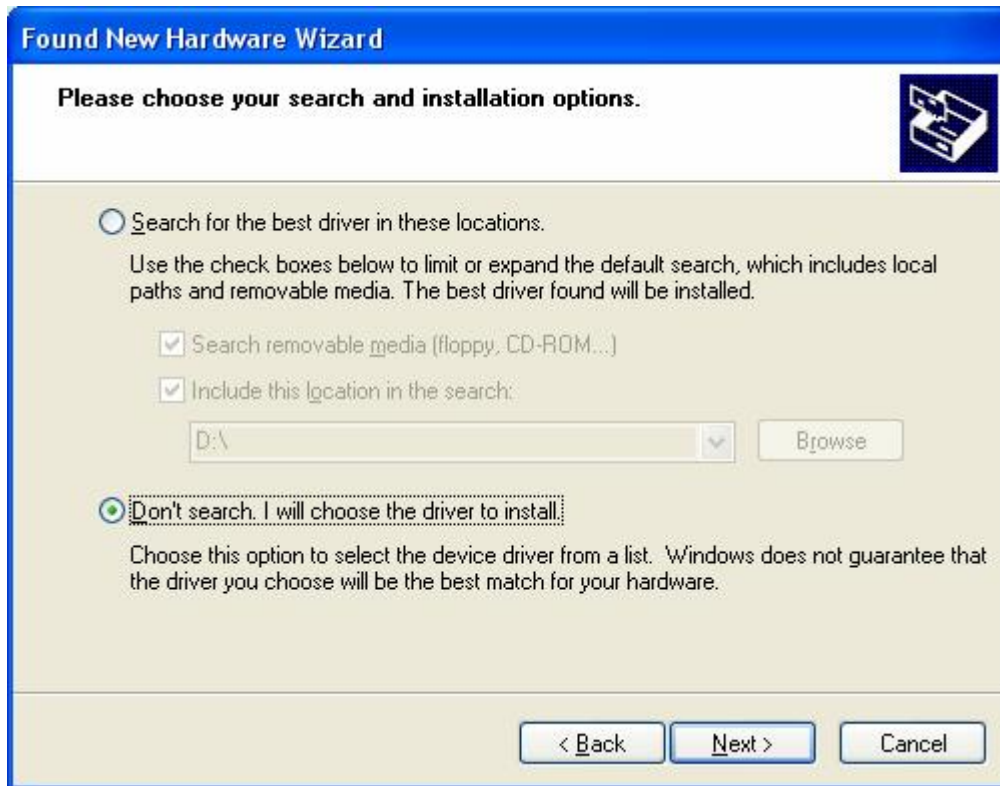 Found New Hardware Wizard
Please choose your search and installation options.
Search for the best driver in these locations.
Use the check boxes below to limit or expand the default search, which includes local
paths and removable media. The best driver found will be installed.
Search removable media (floppy, CD-ROM...)
Include this location in the search:
D:\
Browse
Don't search. I will choose the driver to install.
Choose this option to select the device driver from a list. Windows does not guarantee that
the driver you choose will be the best match for your hardware.
< Back
Next >
Cancel